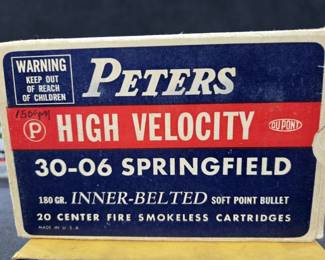 WARNING
KEEP OUT
OF REACH
OF CHILDREN
PETERS
P
HIGH VELOCITY
DU PONT
30-06 SPRINGFIELD
180 GR. INNER-BELTED SOFT POINT BULLET
20 CENTER FIRE SMOKELESS CARTRIDGES
MADE IN U.S.A.